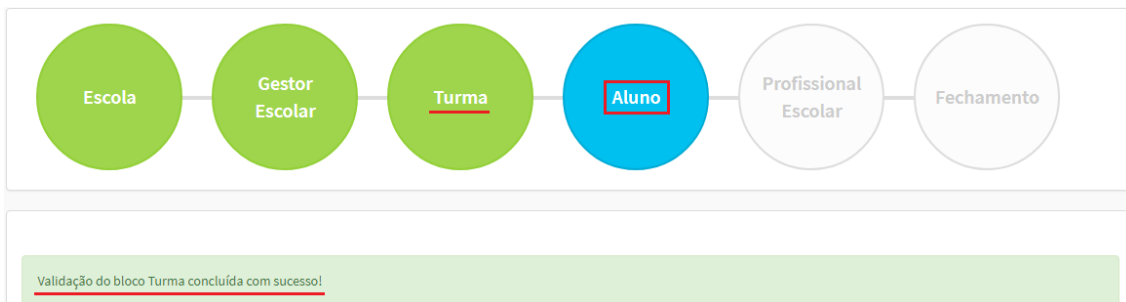 Escola
Gestor
Escolar
Turma
Aluno
Profissional
Escolar
Fechamento
Validação do bloco Turma concluída com sucesso!